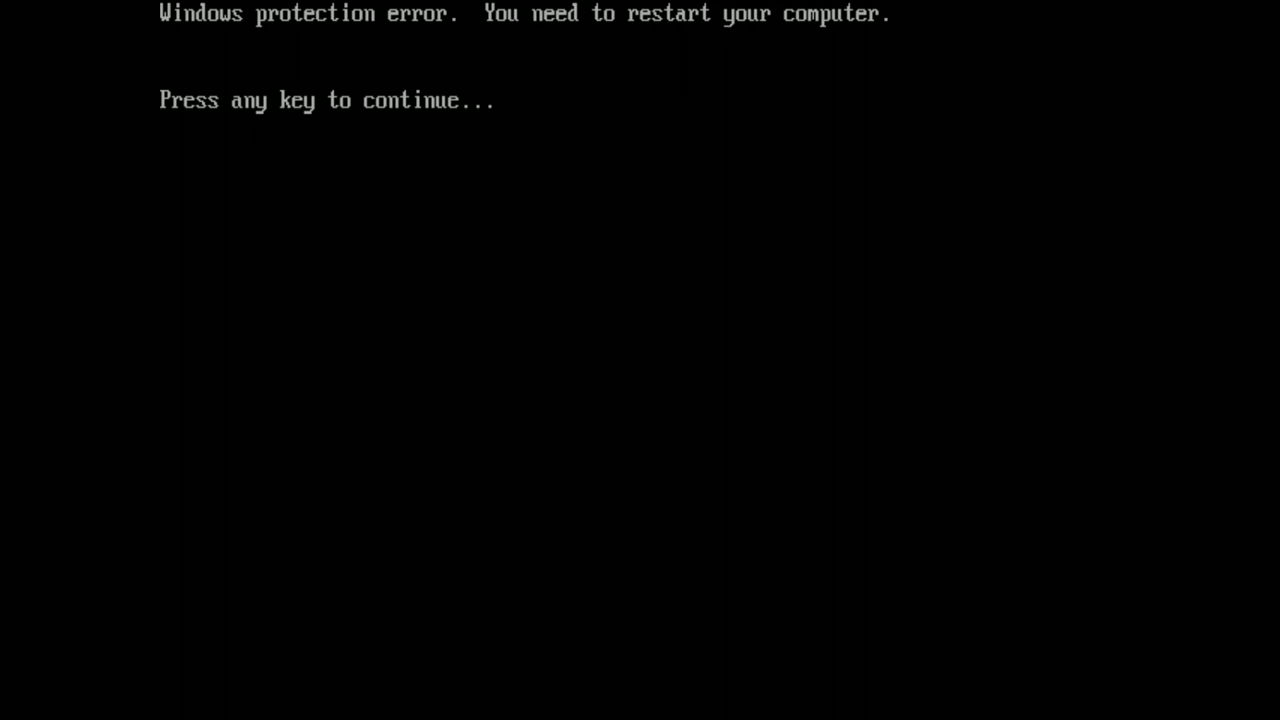 Windows protection error.  You need to restart your computer.
Press any key to continue...